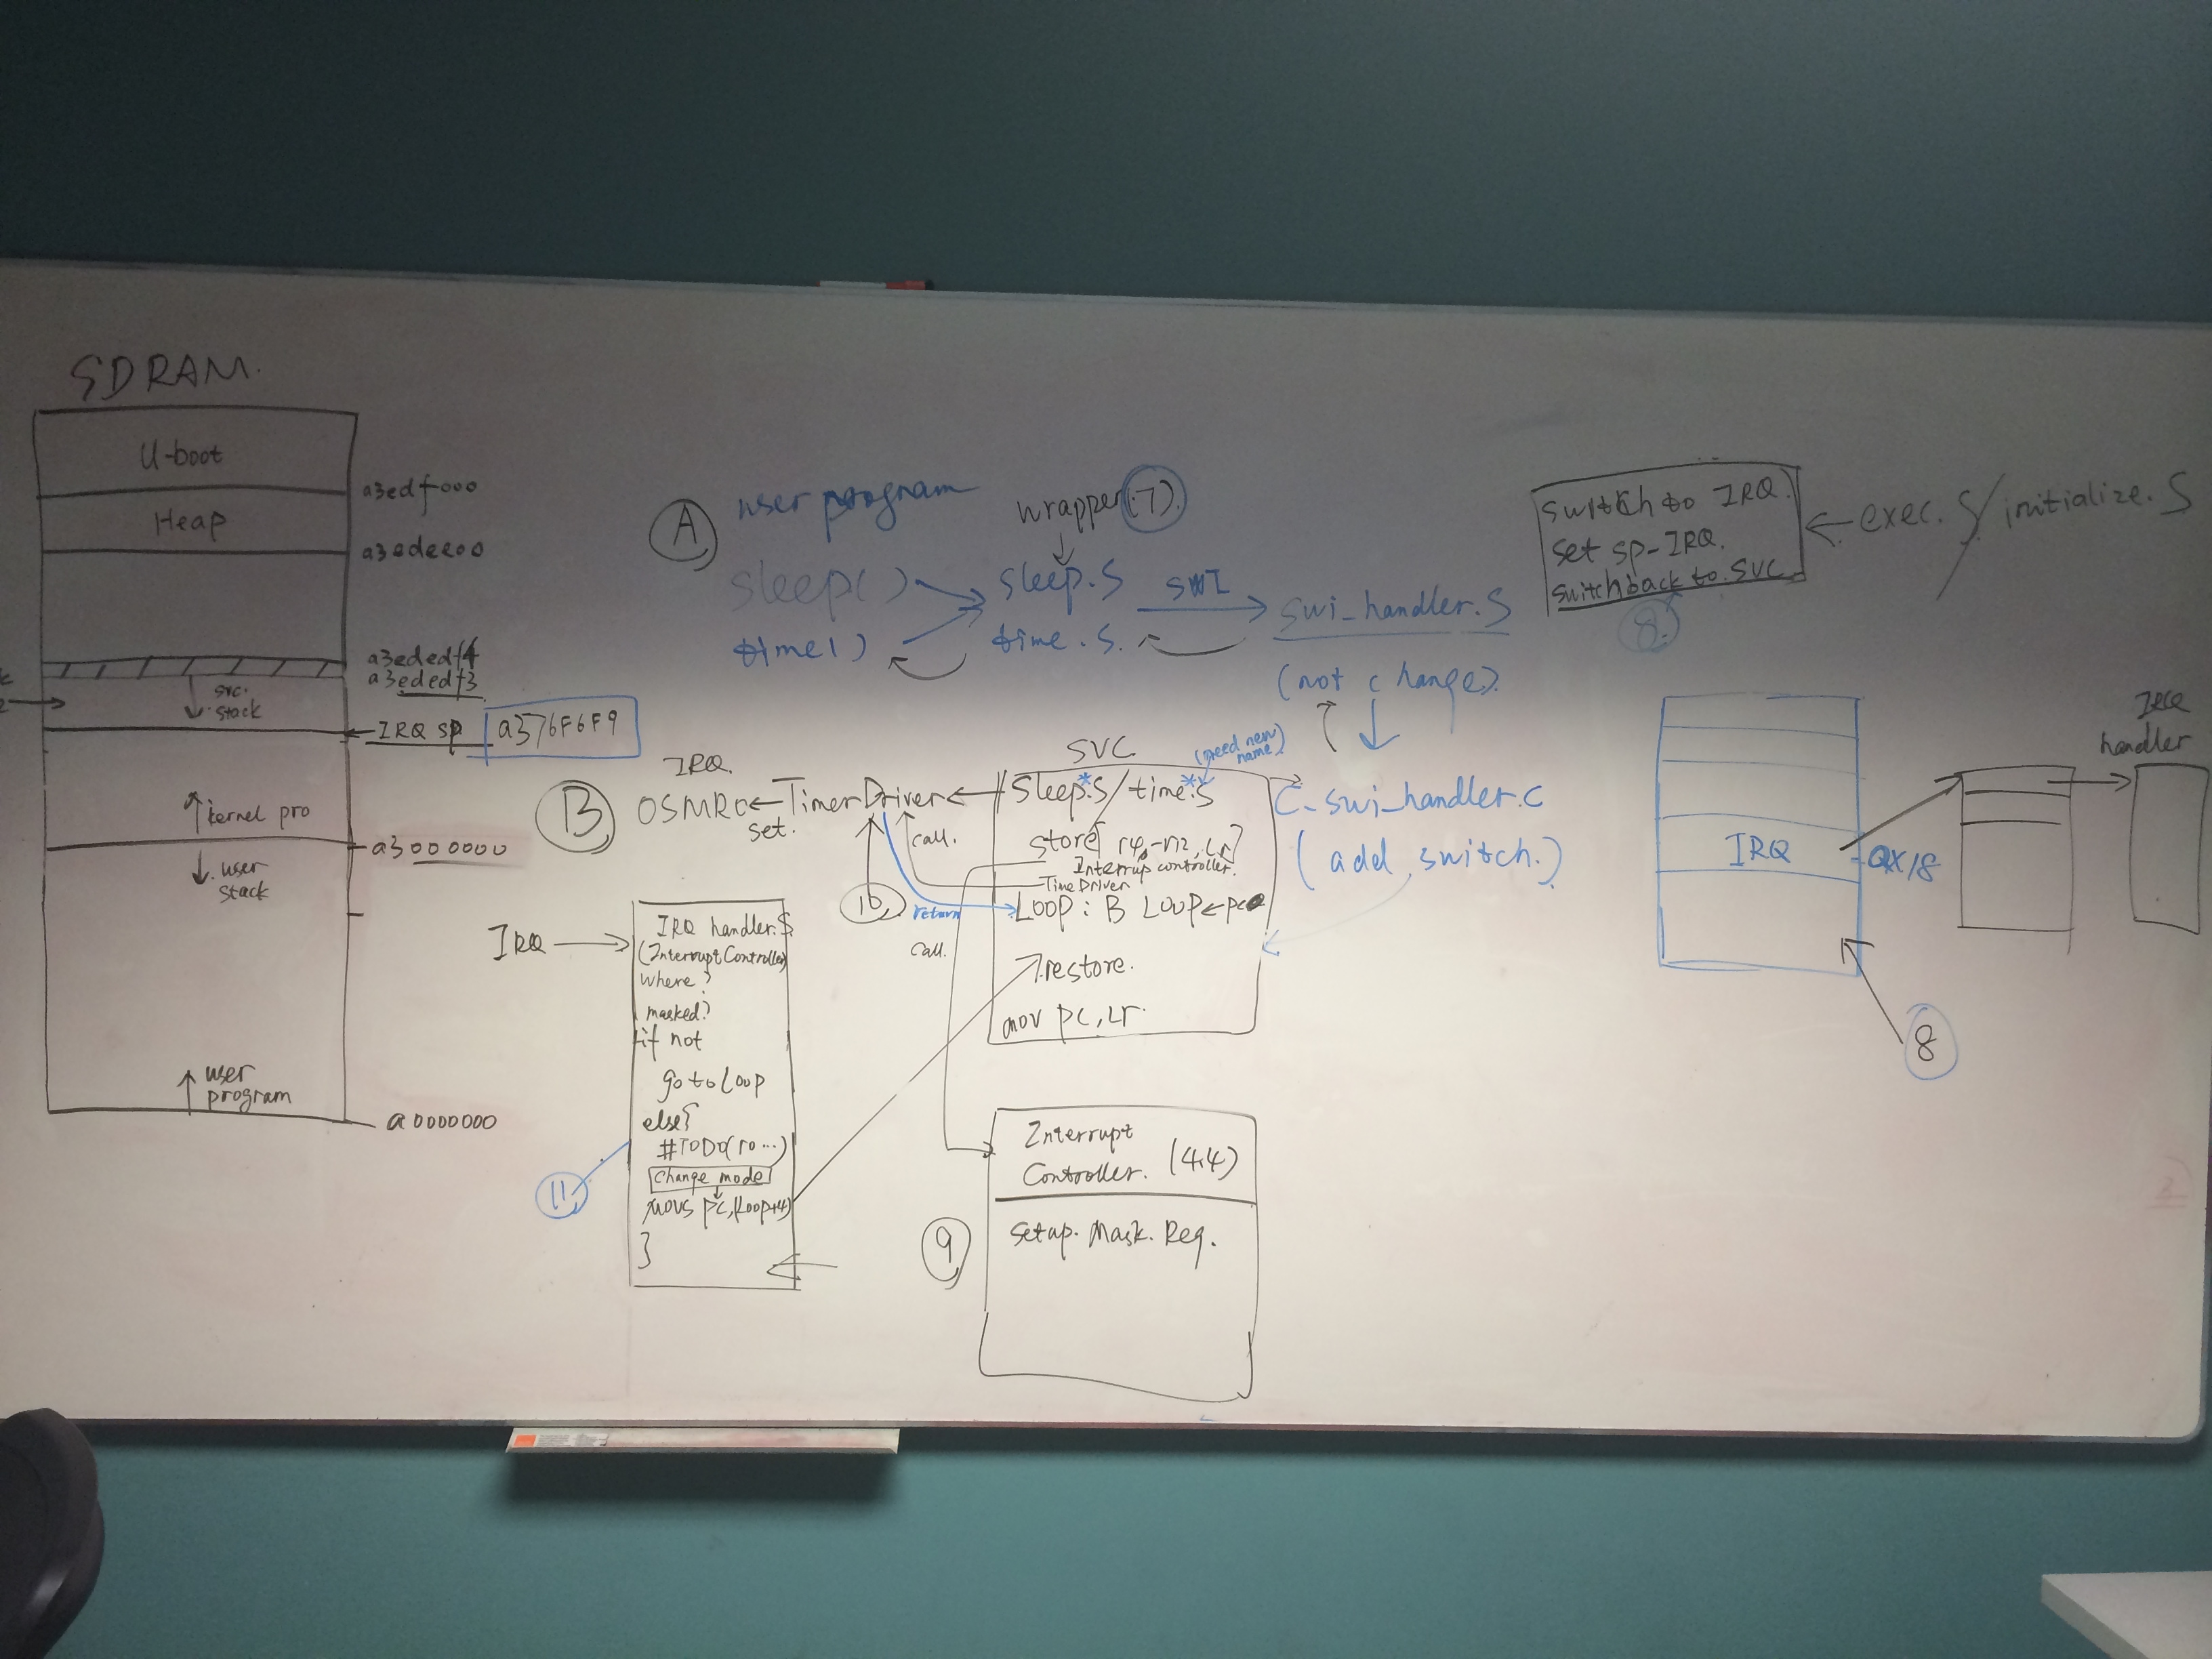 SDRAM.
U-boot
a3edf000
Heap
a3edee00
a3ededf4
a3ededf3
svc.
stack
IRQ sp
a376F6F9
kernel pro
a3000000
user
stack
user
program
a0000000
A
user program
wrapper(7).
sleep()
sleep.S
SWI
swi_handler.S
time()
time.S.
(not change).
switch to IRQ.
set sp-IRQ.
switch back to SVC
exec.S/initialize.S
8.
B
IRQ.
OSMR0
Timer Driver
set.
SVC
(need new
name)
Sleep*.S/time*.S
C_swi_handler.c
(add switch.)
store[r4-r12, Lr]
Interrup controller.
Time Driver
Loop: B Loop←pc
restore.
mov pc, Lr.
call.
10
return
call.
IRQ
IRQ handler.S
(Interrupt Controller)
where?
masked?
if not
go to Loop
else{
#TODO(r0...)
change mode
movs pc,(Loop+4)
}
11
Interrupt
Controller. (4.4)
9
Setup. Mask. Reg.
IRQ
0X18
8
IRQ
handler